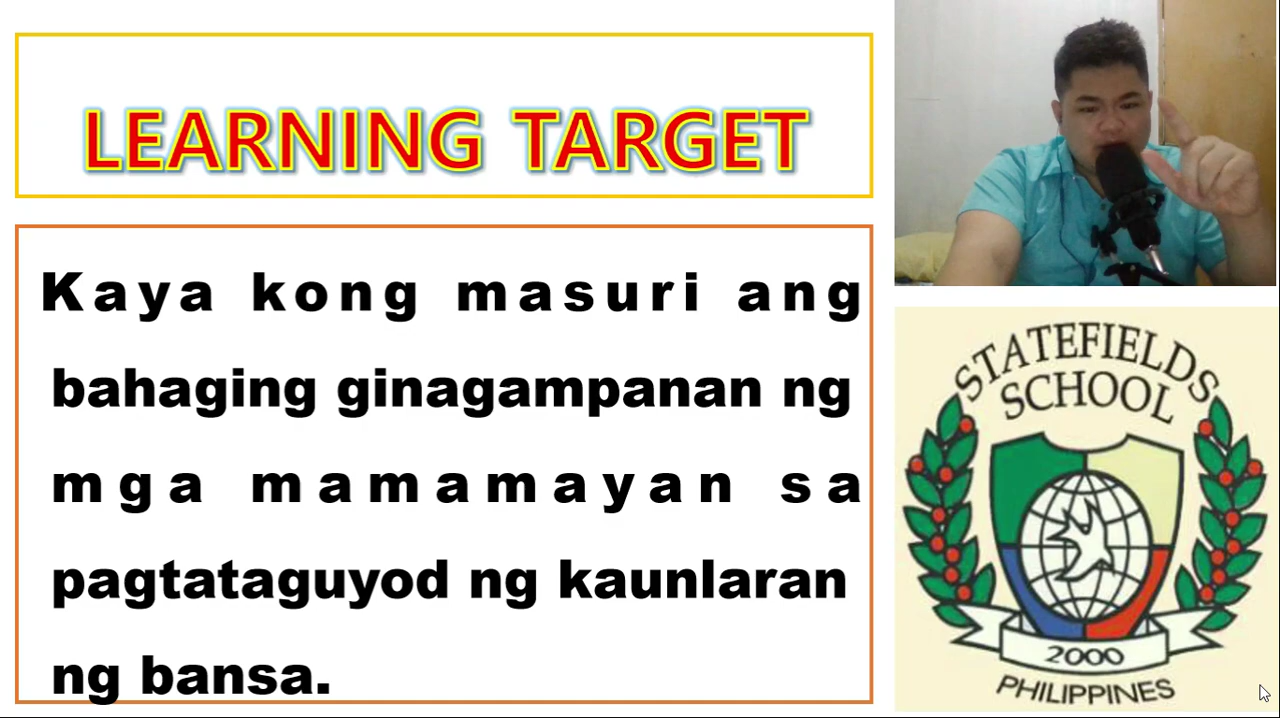 LEARNING TARGET
Kaya kong masuri ang
bahaging ginagampanan ng
mga mamamayan sa
pagtataguyod ng kaunlaran
ng bansa.
STATEFIELDS
SCHOOL
2000
PHILIPPINES